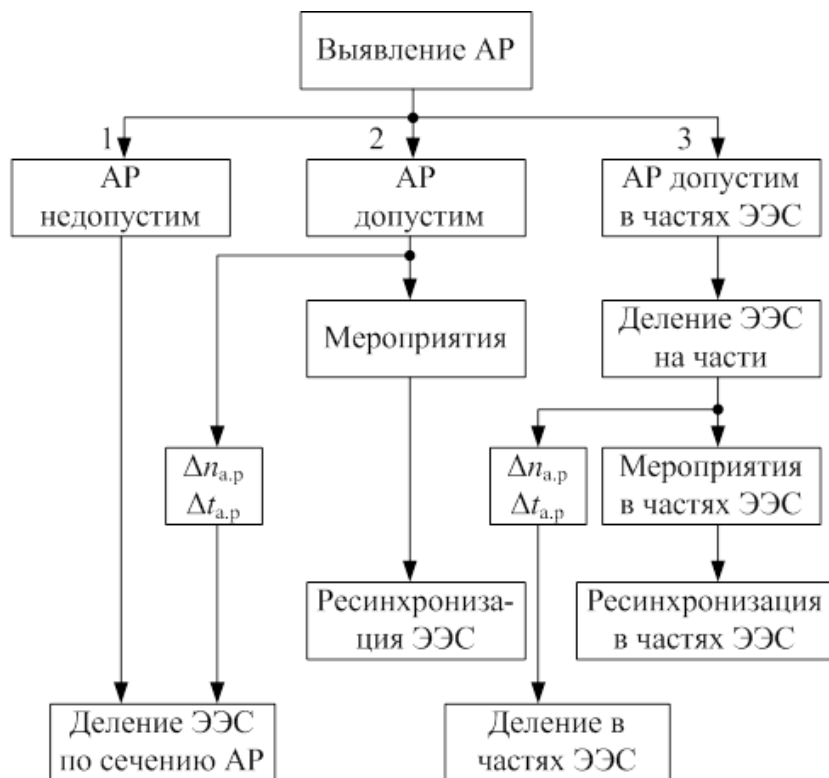 Выявление АР
1
2
3
АР
недопустим
АР
допустим
АР допустим
в частях ЭЭС
Мероприятия
Деление ЭЭС
на части
Δnа.р
Δtа.р
Δnа.р
Δtа.р
Мероприятия
в частях ЭЭС
Ресинхрониза-
ция ЭЭС
Ресинхронизация
в частях ЭЭС
Деление ЭЭС
по сечению АР
Деление в
частях ЭЭС